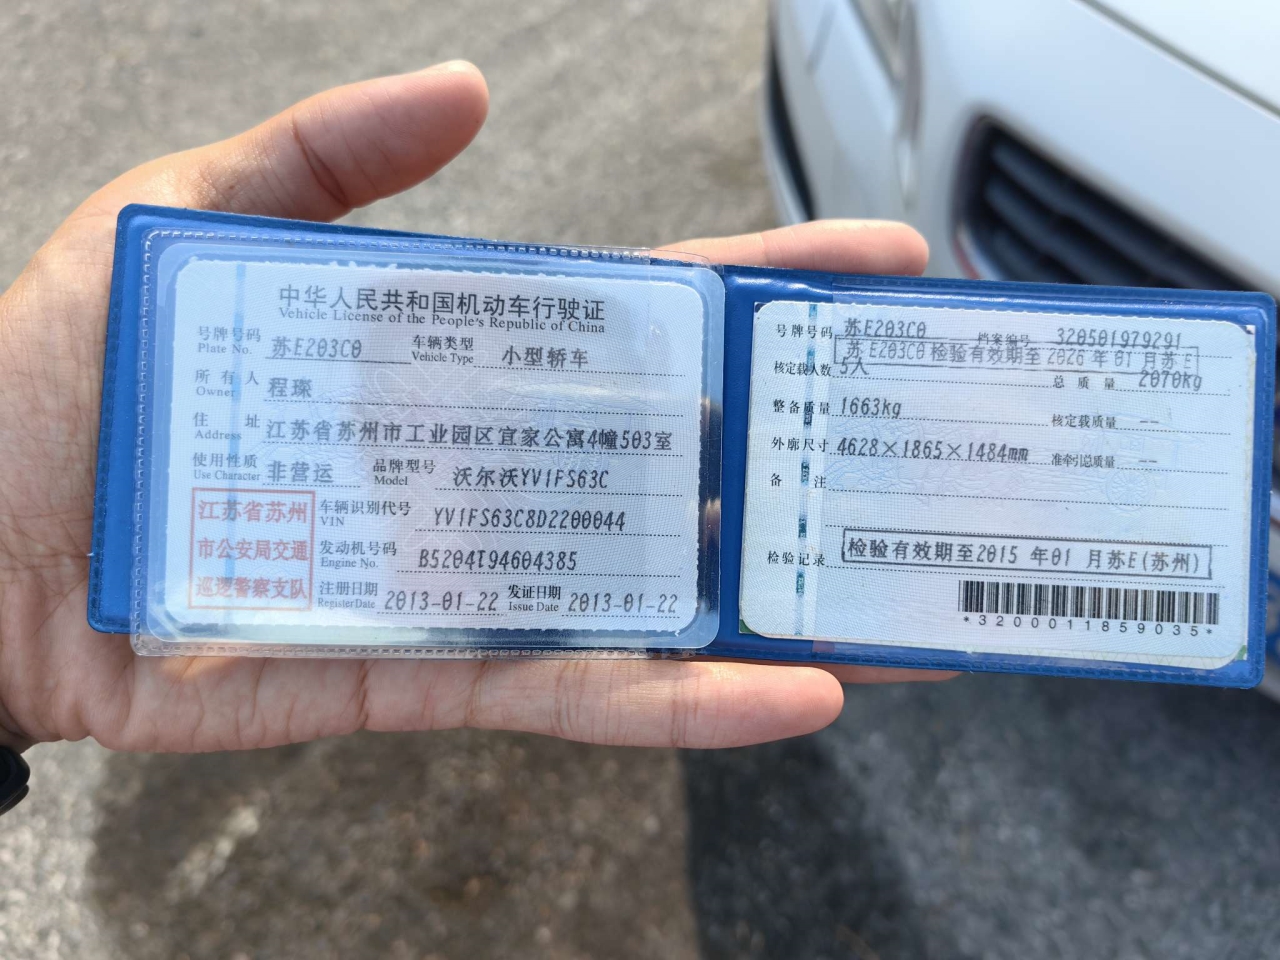 中华人民共和国机动车行驶证
Vehicle License of the People's Republic of China
号牌号码 苏E203C0 车辆类型 小型轿车
Plate No. Vehicle Type
所有人 程琛
Owner
住址 江苏省苏州市工业园区宜家公寓4幢503室
Address
使用性质 非营运 品牌型号 沃尔沃YV1FS63C
Use Character Model
江苏省苏州
市公安局交通
巡逻警察支队
车辆识别代号 YV1FS63C8D2200044
VIN
发动机号码 B5204T94604385
Engine No.
注册日期 2013-01-22 发证日期 2013-01-22
Register Date Issue Date
号牌号码 苏E203C0 档案编号 320501979291
苏E203C0 检验有效期至 2026 年 01 月苏E
核定载人数 5人 总质量 2070kg
整备质量 1663kg 核定载质量 --
外廓尺寸 4628×1865×1484mm 准牵引总质量 --
备注
检验记录 检验有效期至2015 年01 月苏E(苏州)
*3200011859035*